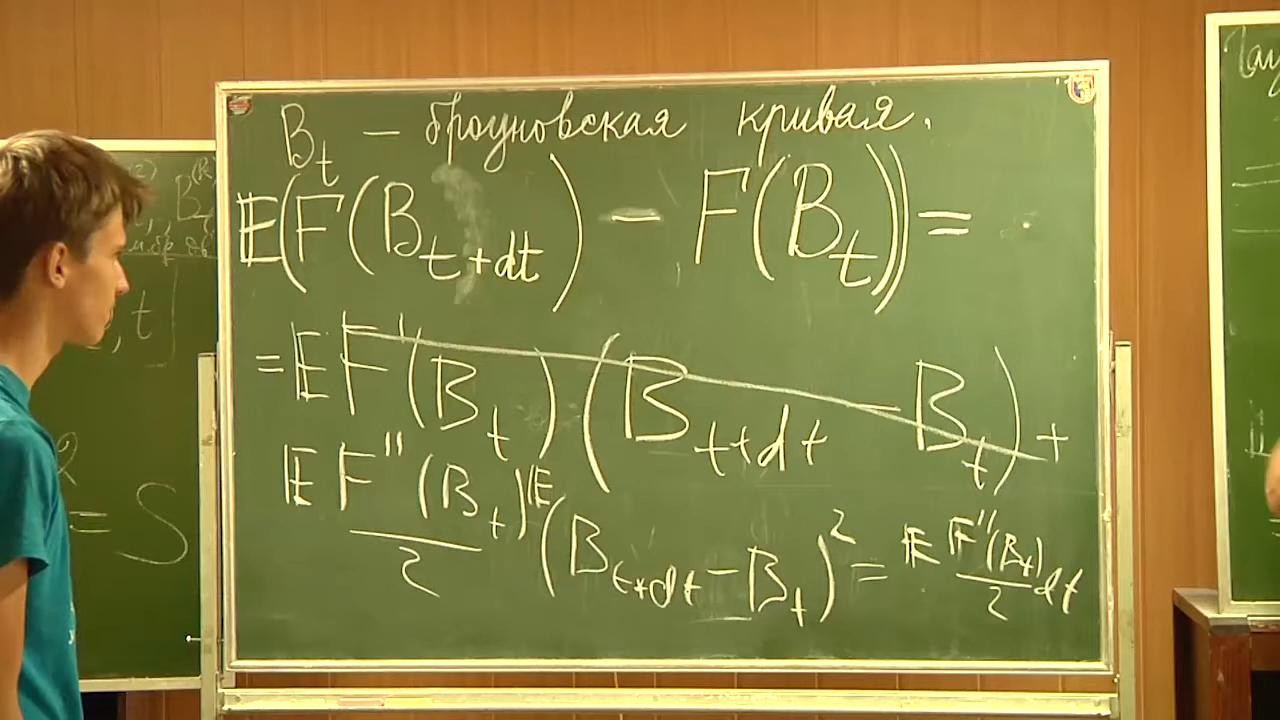 B_t — броуновская кривая.
E(F(B_{t+dt}) — F(B_t)) =
= E F'(B_t)(B_{t+dt} — B_t) +
E F''(B_t)/2 E(B_{t+dt} - B_t)^2 = E F''(B_t)/2 dt
, t]
= S